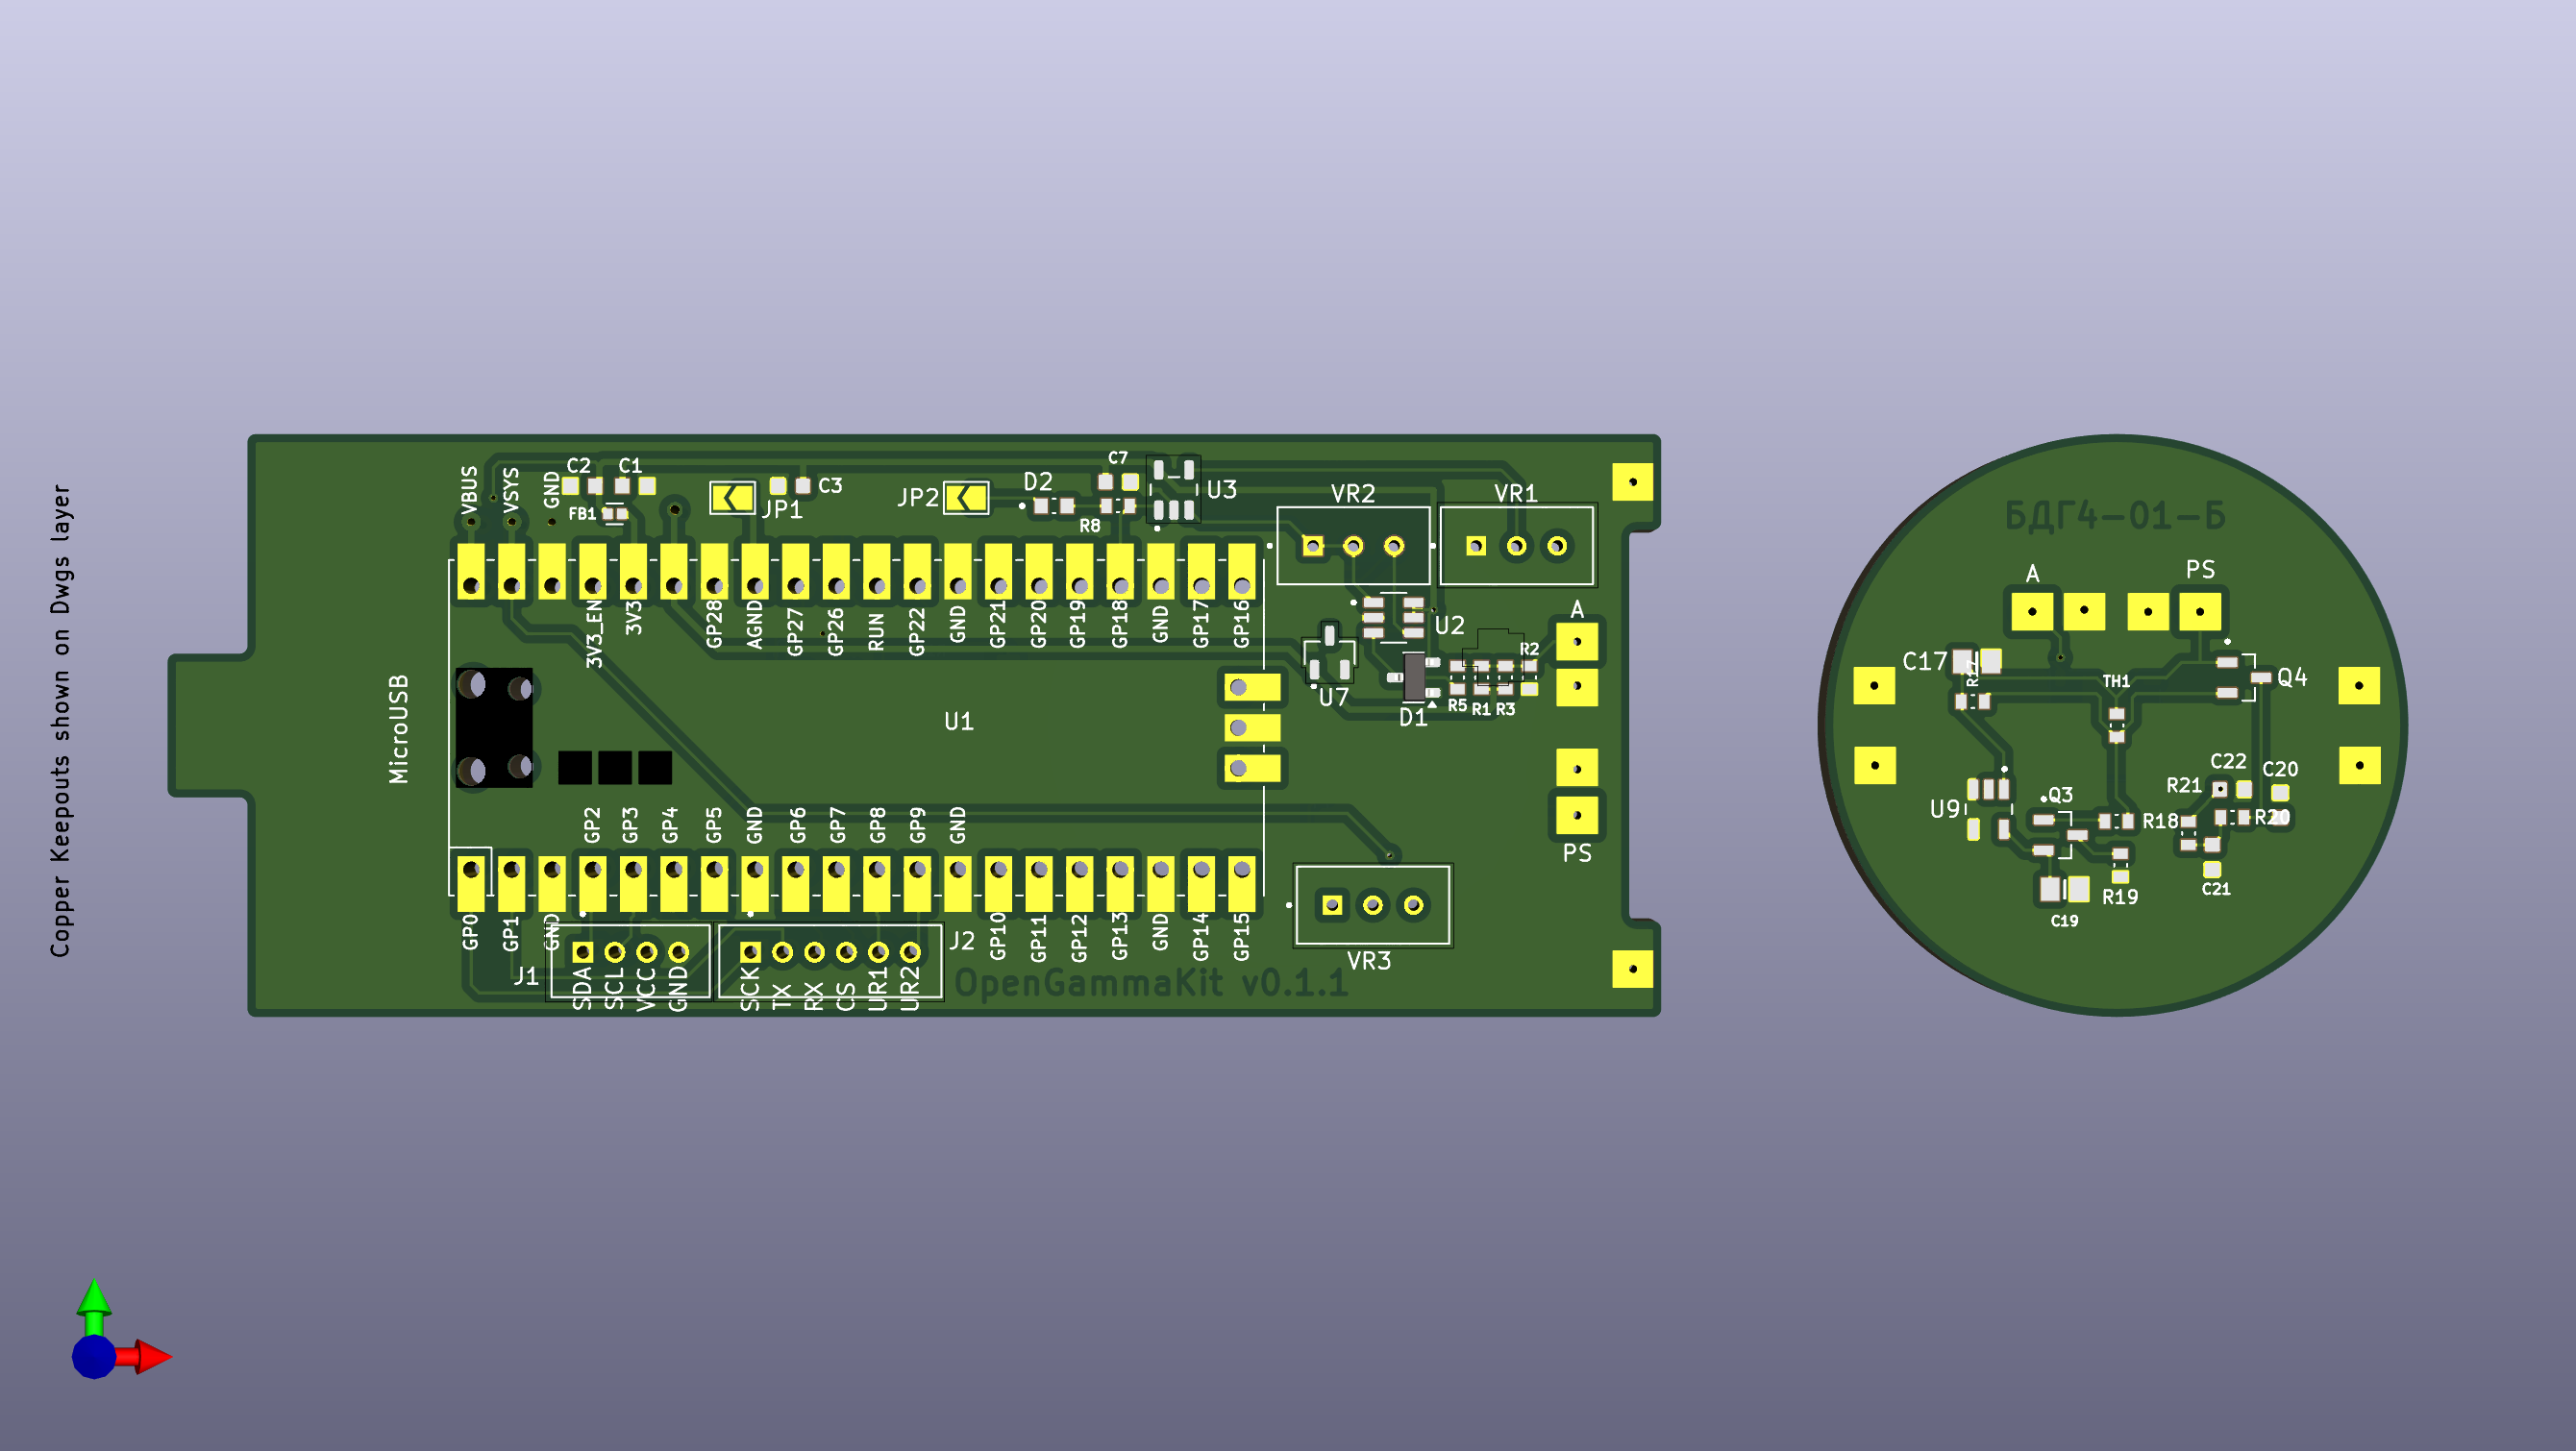 Copper Keepouts shown on Dwgs layer
VBUS
VSYS
GND
C2
C1
FB1
JP1
C3
JP2
D2
C7
R8
U3
VR2
VR1
3V3_EN
3V3
GP28
AGND
GP27
GP26
RUN
GP22
GND
GP21
GP20
GP19
GP18
GND
GP17
GP16
U2
U7
D1
R5
R1
R3
R2
A
PS
MicroUSB
U1
GP2
GP3
GP4
GP5
GND
GP6
GP7
GP8
GP9
GND
GP0
GP1
GND
GP10
GP11
GP12
GP13
GND
GP14
GP15
J1
SDA
SCL
VCC
GND
J2
SCK
TX
RX
CS
UR1
UR2
OpenGammaKit v0.1.1
VR3
БДГ4-01-Б
A
PS
C17
R17
TH1
Q4
U9
Q3
R18
R19
C19
R21
C22
C20
R20
C21